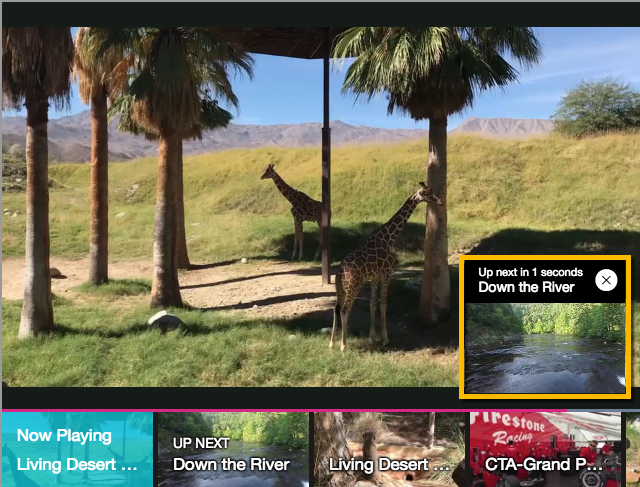 Up next in 1 seconds
Down the River
Now Playing
Living Desert ...
UP NEXT
Down the River
Living Desert ...
Firestone
Racing
CTA-Grand P...